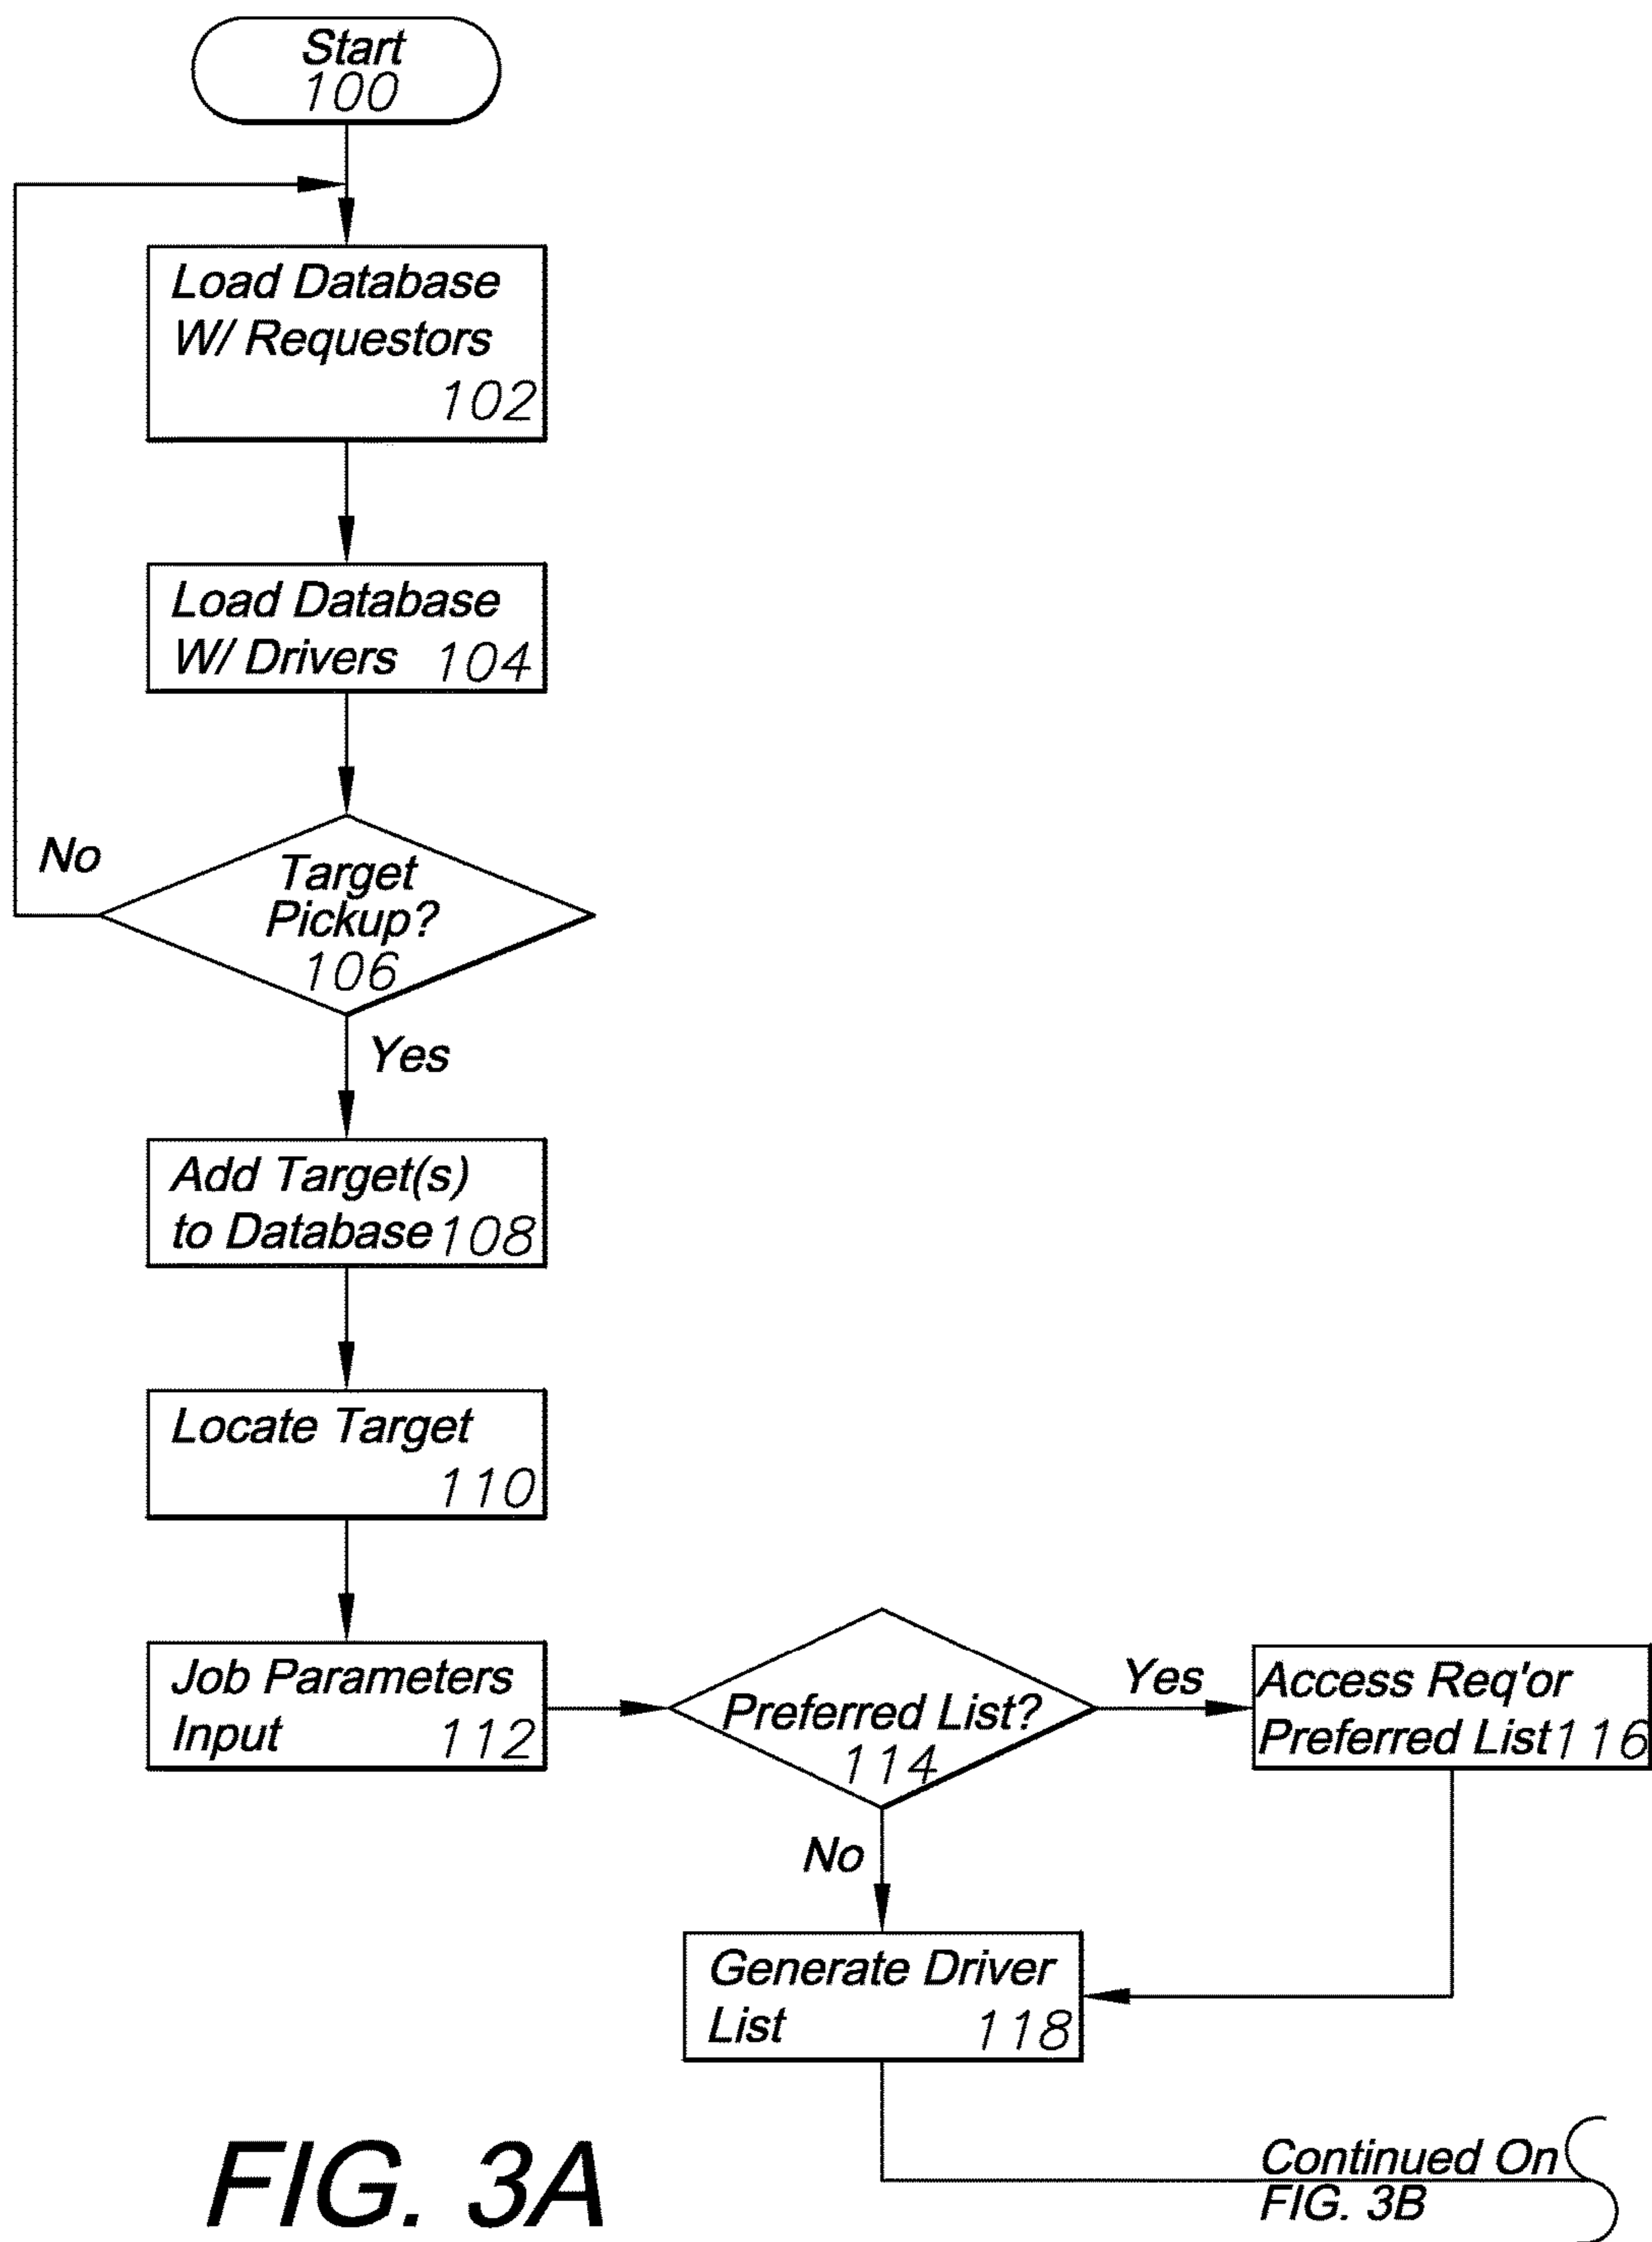 Start
100
Load Database
W/ Requestors
102
Load Database
W/ Drivers 104
No
Target
Pickup?
106
Yes
Add Target(s)
to Database 108
Locate Target
110
Job Parameters
Input 112
Preferred List?
114
Yes
Access Req'or
Preferred List 116
No
Generate Driver
List 118
Continued On
FIG. 3B
FIG. 3A